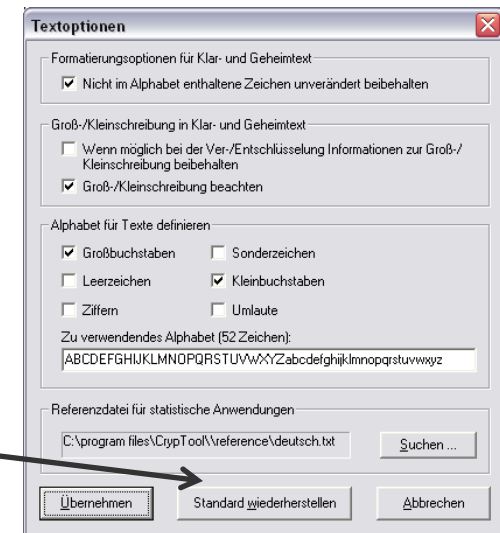 Textoptionen
Formatierungsoptionen für Klar- und Geheimtext
Nicht im Alphabet enthaltene Zeichen unverändert beibehalten
Groß-/Kleinschreibung in Klar- und Geheimtext
Wenn möglich bei der Ver-/Entschlüsselung Informationen zur Groß-/
Kleinschreibung beibehalten
Groß-/Kleinschreibung beachten
Alphabet für Texte definieren
Großbuchstaben Sonderzeichen
Leerzeichen Kleinbuchstaben
Ziffern Umlaute
Zu verwendendes Alphabet (52 Zeichen):
ABCDEFGHIJKLMNOPQRSTUVWXYZabcdefghijklmnopqrstuvwxyz
Referenzdatei für statistische Anwendungen
C:\program files\CrypTool\\reference\deutsch.txt Suchen ...
Übernehmen Standard wiederherstellen Abbrechen